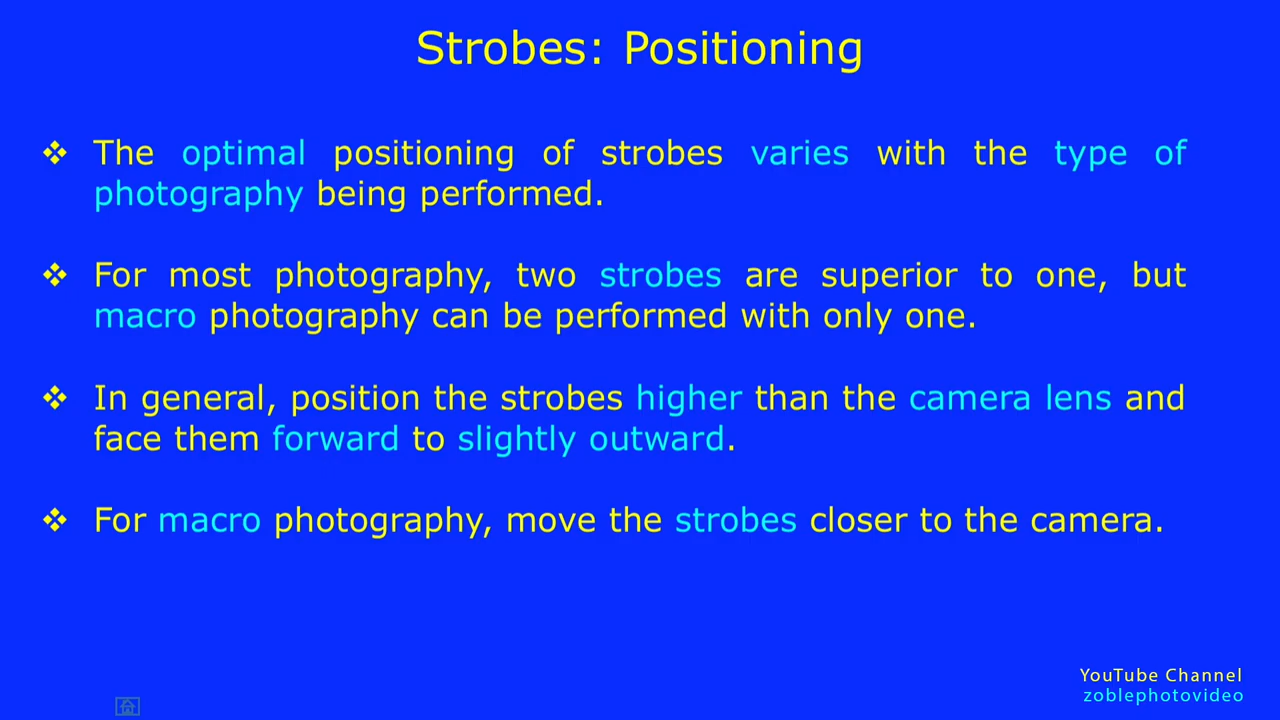 Strobes: Positioning
❖ The optimal positioning of strobes varies with the type of
photography being performed.
❖ For most photography, two strobes are superior to one, but
macro photography can be performed with only one.
❖ In general, position the strobes higher than the camera lens and
face them forward to slightly outward.
❖ For macro photography, move the strobes closer to the camera.
YouTube Channel
zoblephotovideo